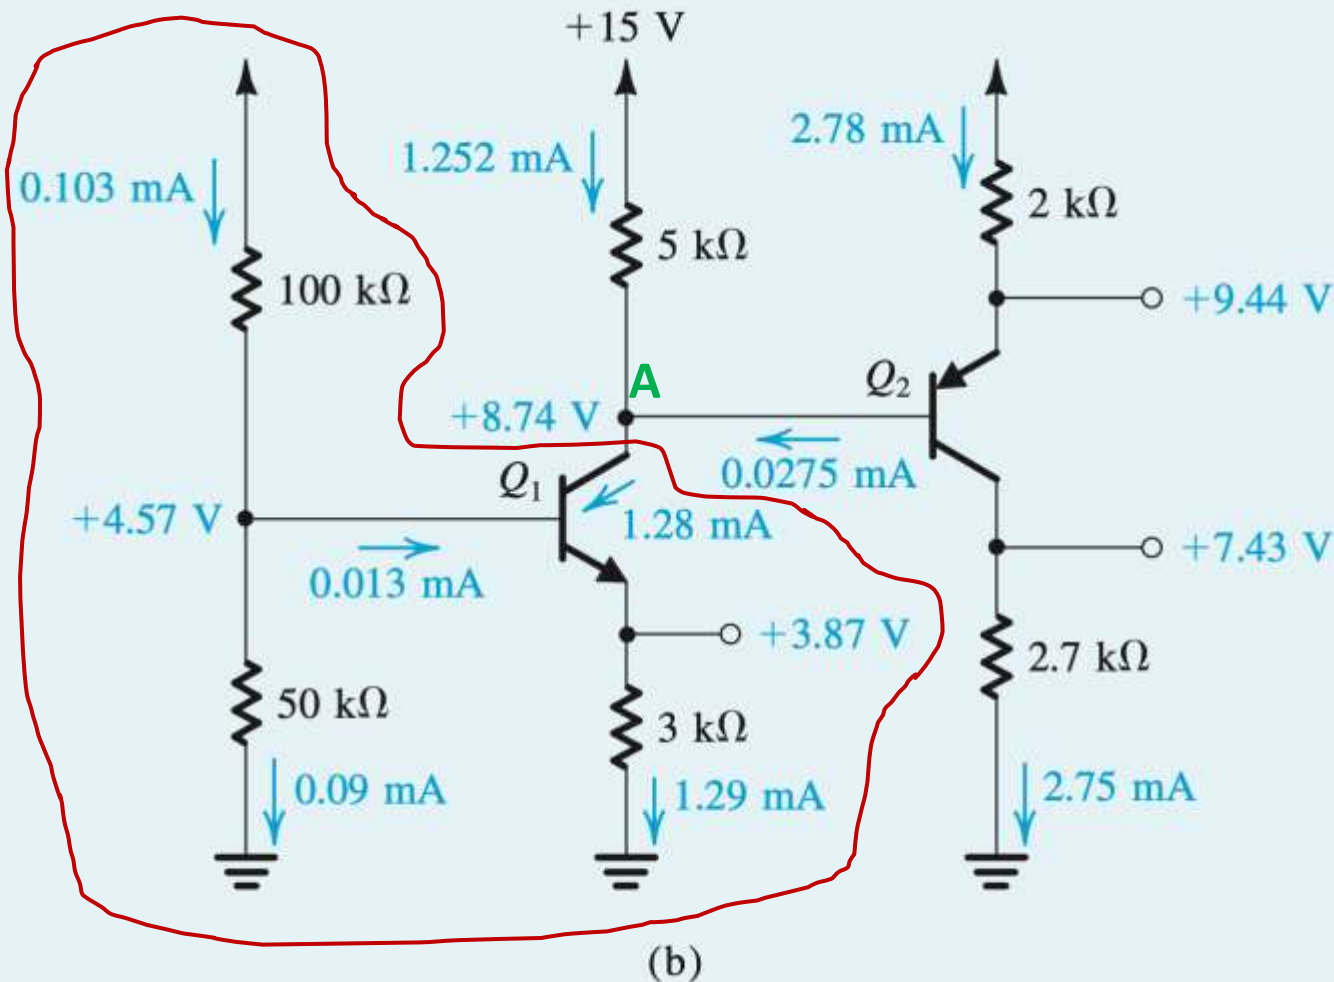 +15 V
2.78 mA
1.252 mA
0.103 mA
2 kΩ
5 kΩ
100 kΩ
+9.44 V
A
Q2
+8.74 V
0.0275 mA
Q1
+4.57 V
1.28 mA
+7.43 V
0.013 mA
+3.87 V
2.7 kΩ
50 kΩ
3 kΩ
0.09 mA
1.29 mA
2.75 mA
(b)